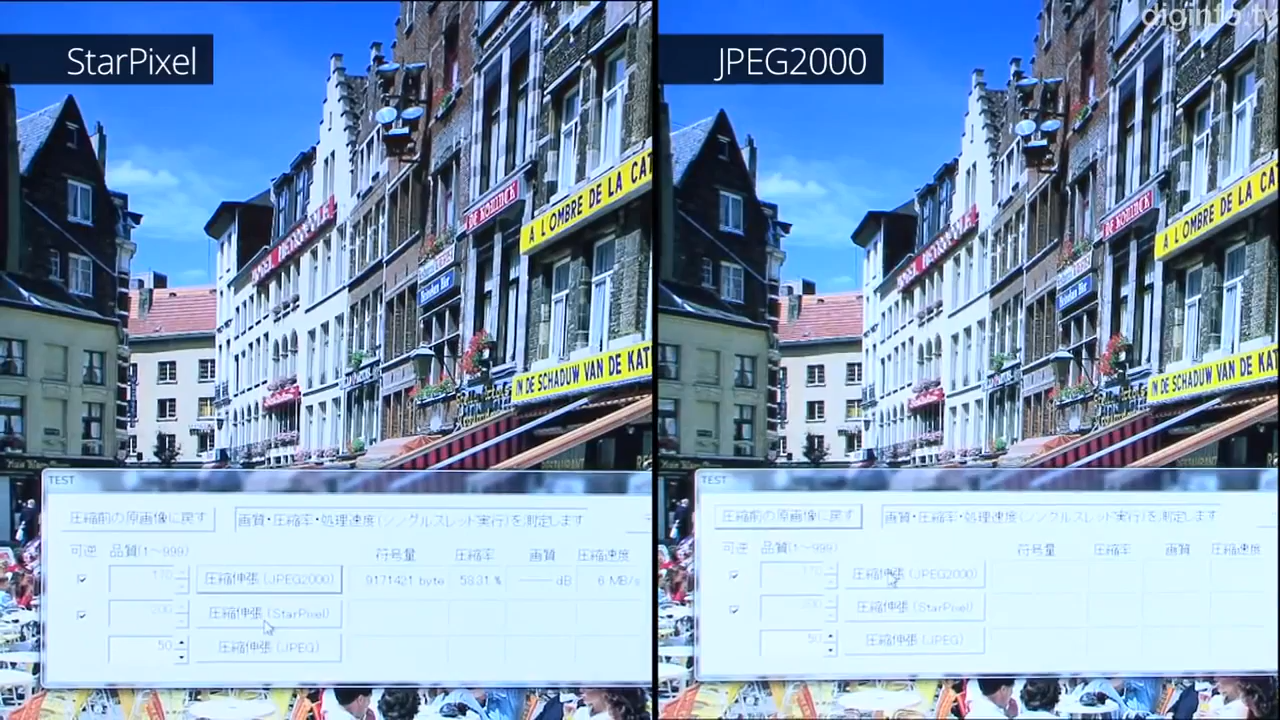 diginfo.tv
StarPixel
JPEG2000
DE KORINCK
A L'OMBRE DE LA CAT
IN DE SCHADUW VAN DE KAT
A L'OMBRE DE LA CA
IN DE SCHADUW VAN DE KAT
TEST
圧縮前の原画像に戻す
画質・圧縮率・処理速度(シングルスレッド実行)を測定します
可逆 品質(1～999) 符号量 圧縮率 画質 圧縮速度
170 圧縮伸張 (JPEG2000) 9171421 byte 58.31 % ----- dB 6 MB/s
200 圧縮伸張 (StarPixel)
50 圧縮伸張 (JPEG)
TEST
圧縮前の原画像に戻す
画質・圧縮率・処理速度(シングルスレッド実行)を測定します
可逆 品質(1～999) 符号量 圧縮率 画質 圧縮速度
170 圧縮伸張 (JPEG2000)
圧縮伸張 (StarPixel)
50 圧縮伸張 (JPEG)